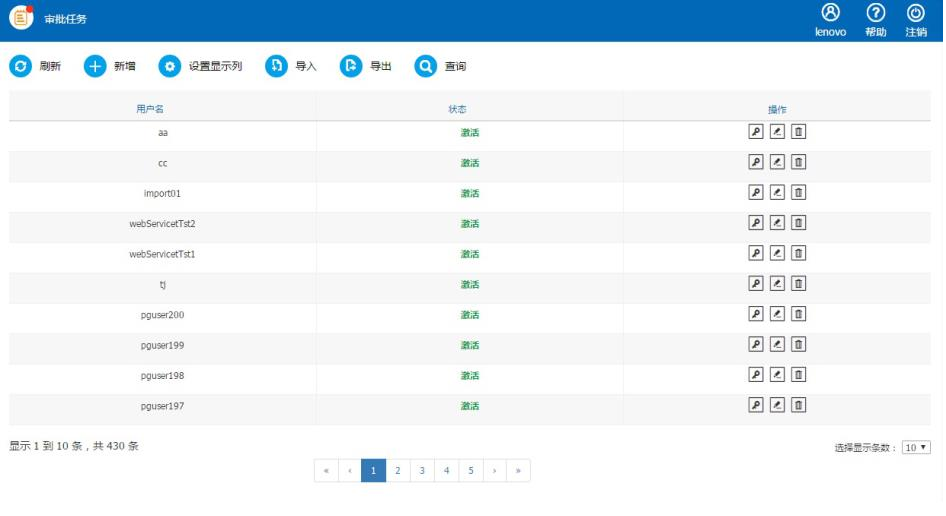 审批任务
lenovo 帮助 注销
刷新 新增 设置显示列 导入 导出 查询
用户名 状态 操作
aa 激活
cc 激活
import01 激活
webServicetTst2 激活
webServicetTst1 激活
tj 激活
pguser200 激活
pguser199 激活
pguser198 激活
pguser197 激活
显示 1 到 10 条，共 430 条
选择显示条数： 10
« ‹ 1 2 3 4 5 › »